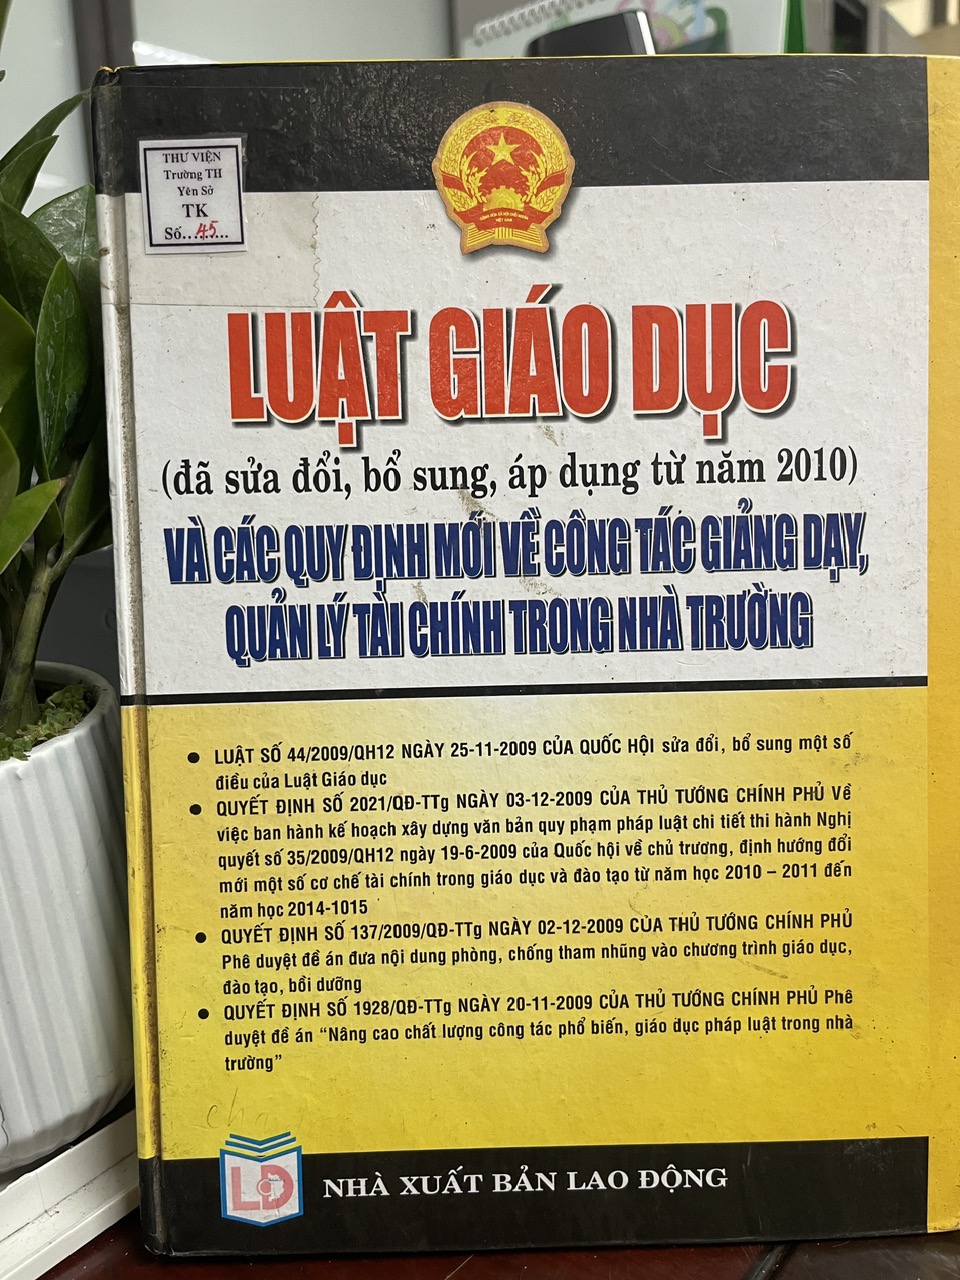 THƯ VIỆN
Trường TH
Yên Sở
TK
Số...45...
LUẬT GIÁO DỤC
(đã sửa đổi, bổ sung, áp dụng từ năm 2010)
VÀ CÁC QUY ĐỊNH MỚI VỀ CÔNG TÁC GIẢNG DẠY,
QUẢN LÝ TÀI CHÍNH TRONG NHÀ TRƯỜNG
● LUẬT SỐ 44/2009/QH12 NGÀY 25-11-2009 CỦA QUỐC HỘI sửa đổi, bổ sung một số
điều của Luật Giáo dục
● QUYẾT ĐỊNH SỐ 2021/QĐ-TTg NGÀY 03-12-2009 CỦA THỦ TƯỚNG CHÍNH PHỦ Về
việc ban hành kế hoạch xây dựng văn bản quy phạm pháp luật chi tiết thi hành Nghị
quyết số 35/2009/QH12 ngày 19-6-2009 của Quốc hội về chủ trương, định hướng đổi
mới một số cơ chế tài chính trong giáo dục và đào tạo từ năm học 2010 – 2011 đến
năm học 2014-1015
● QUYẾT ĐỊNH SỐ 137/2009/QĐ-TTg NGÀY 02-12-2009 CỦA THỦ TƯỚNG CHÍNH PHỦ
Phê duyệt đề án đưa nội dung phòng, chống tham nhũng vào chương trình giáo dục,
đào tạo, bồi dưỡng
● QUYẾT ĐỊNH SỐ 1928/QĐ-TTg NGÀY 20-11-2009 CỦA THỦ TƯỚNG CHÍNH PHỦ Phê
duyệt đề án “Nâng cao chất lượng công tác phổ biến, giáo dục pháp luật trong nhà
trường”
LĐ
NHÀ XUẤT BẢN LAO ĐỘNG